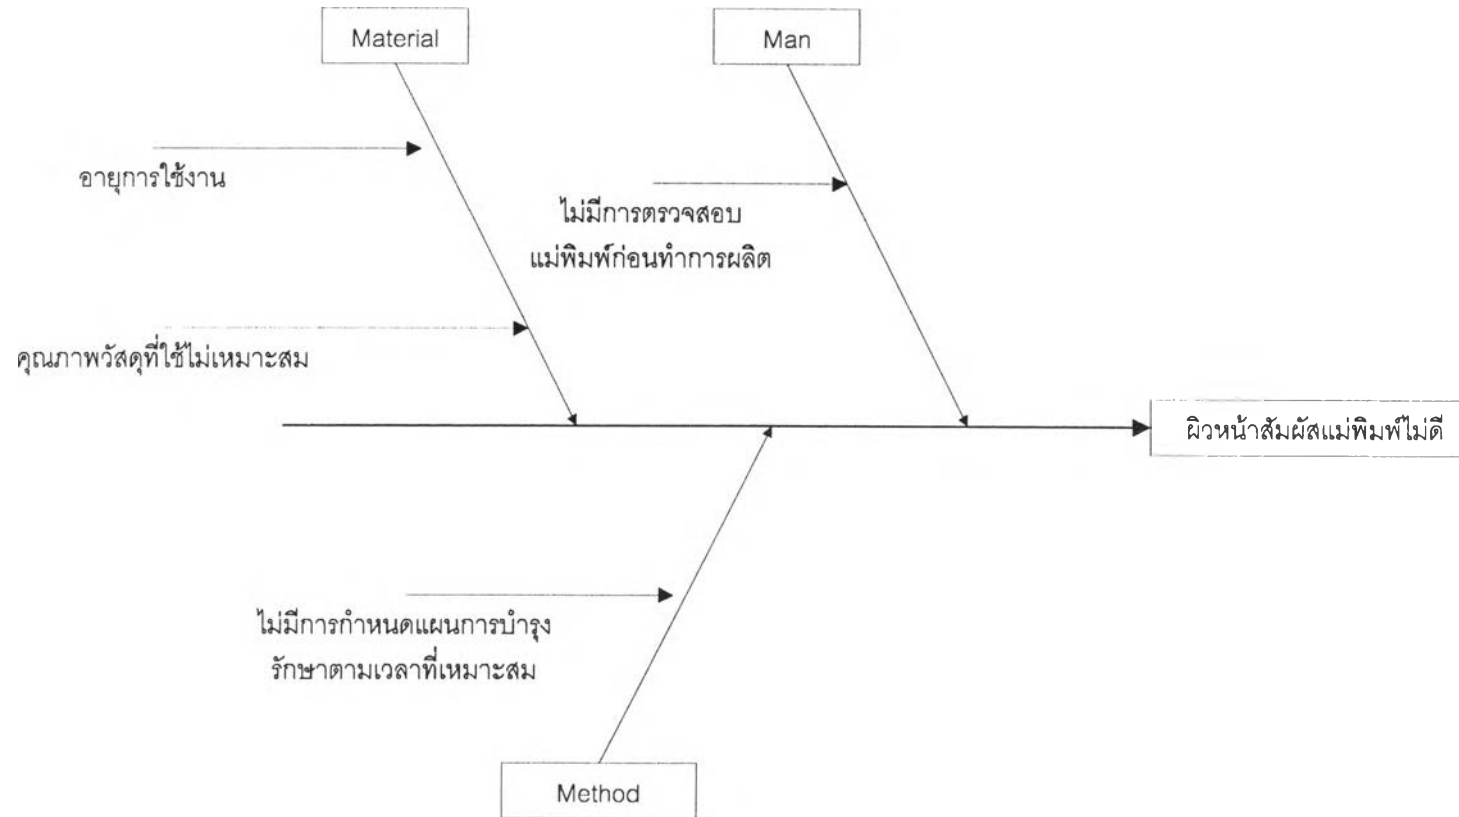 Material
Man
อายุการใช้งาน
ไม่มีการตรวจสอบ
แม่พิมพ์ก่อนทำการผลิต
คุณภาพวัสดุที่ใช้ไม่เหมาะสม
ผิวหน้าสัมผัสแม่พิมพ์ไม่ดี
ไม่มีการกำหนดแผนการบำรุง
รักษาตามเวลาที่เหมาะสม
Method